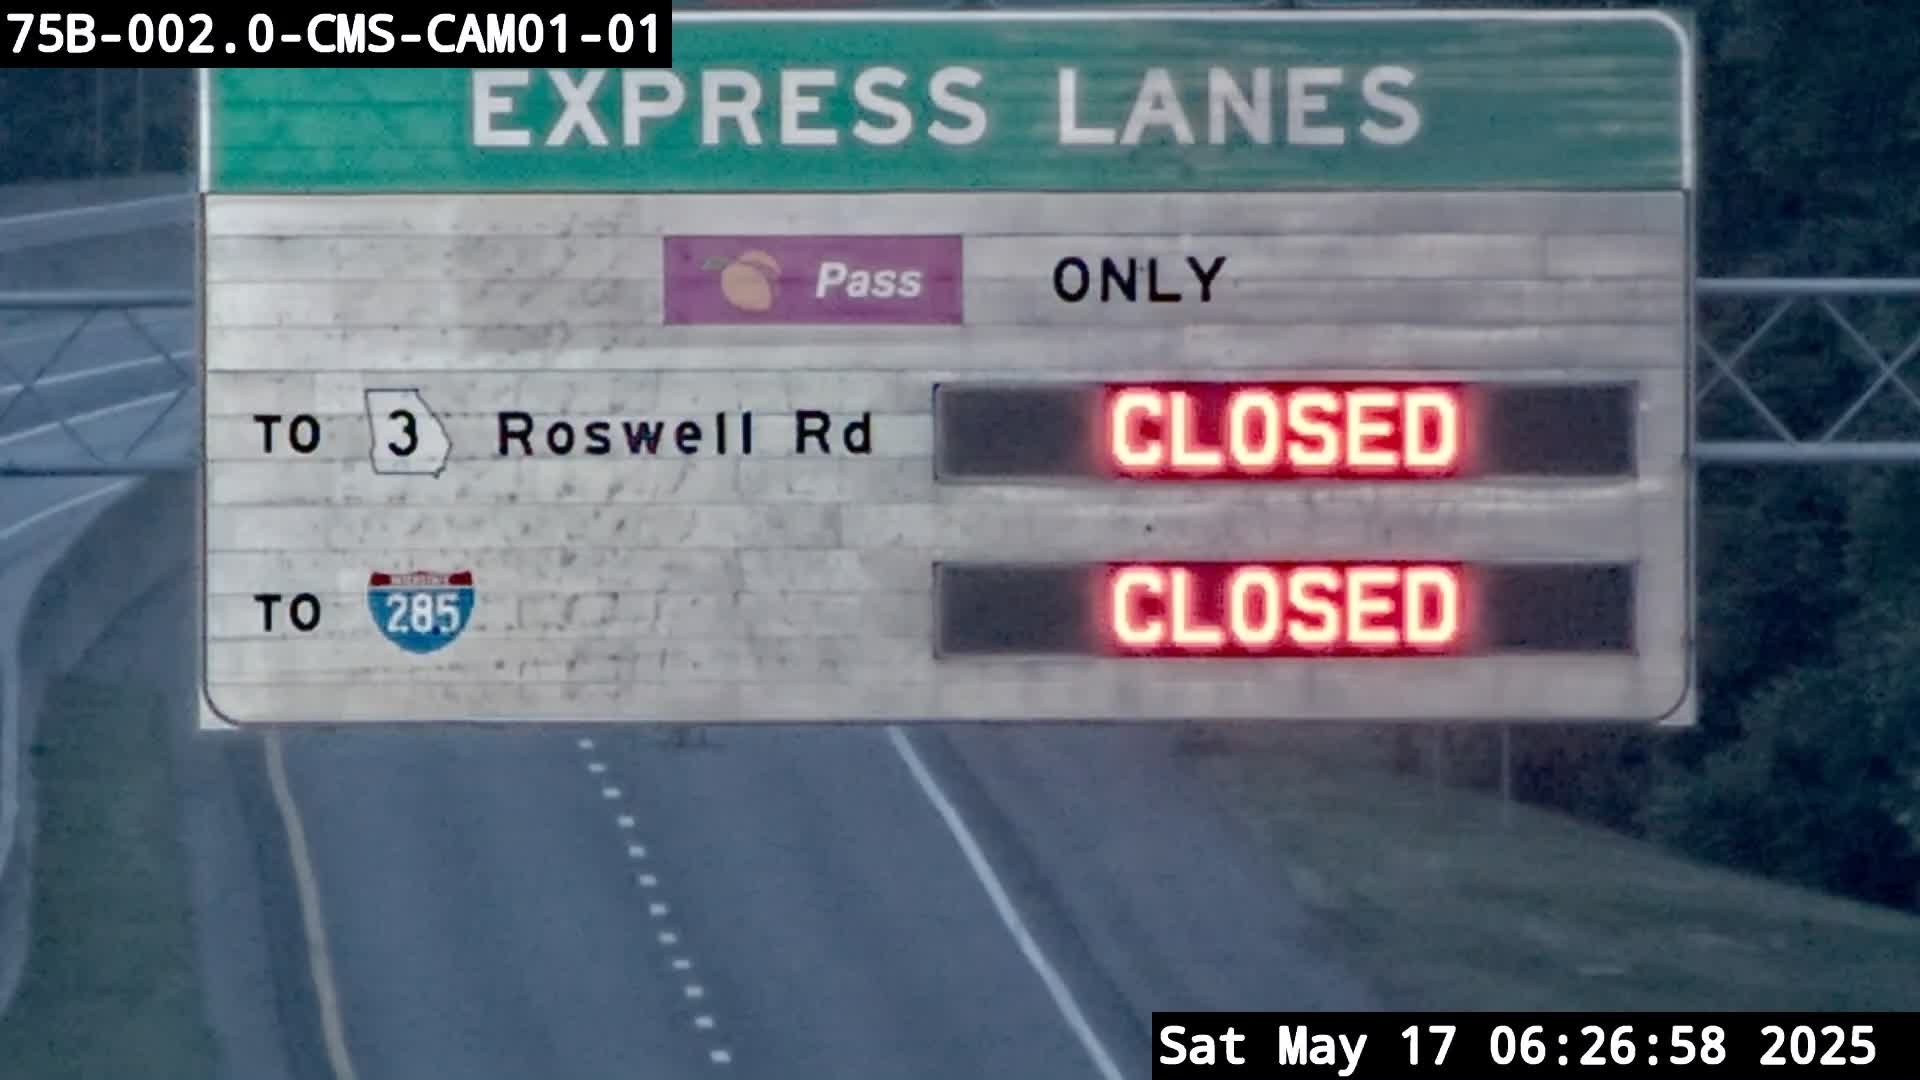 75B-002.0-CMS-CAM01-01
EXPRESS LANES
Pass ONLY
TO 3 Roswell Rd CLOSED
TO INTERSTATE 285 CLOSED
Sat May 17 06:26:58 2025